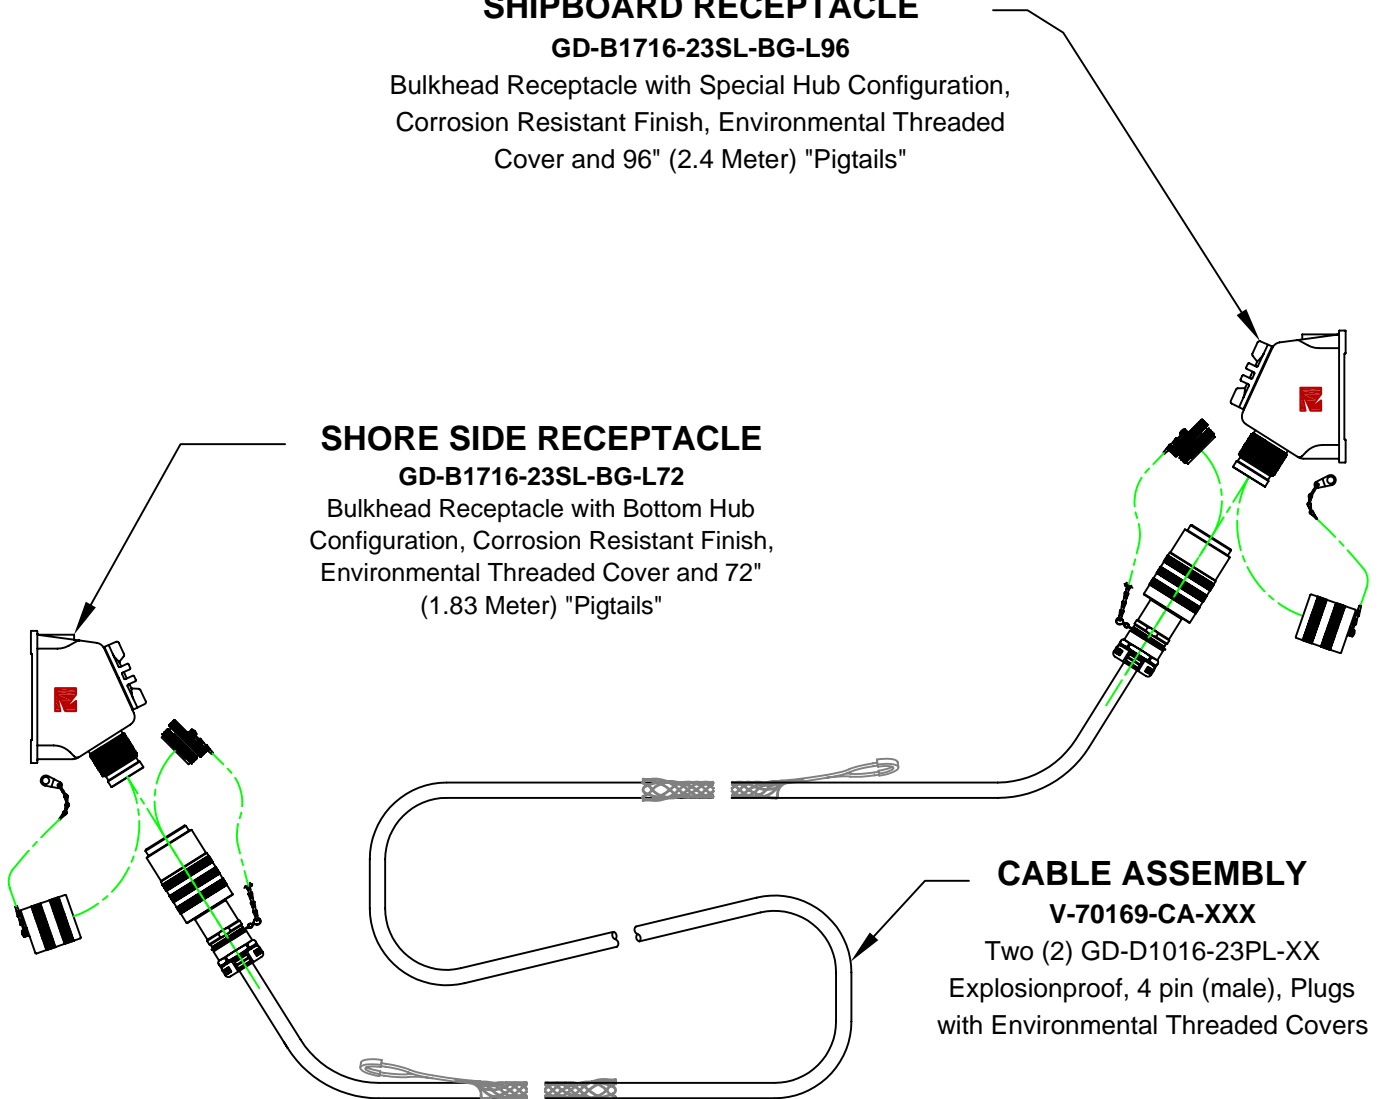 SHIPBOARD RECEPTACLE
GD-B1716-23SL-BG-L96
Bulkhead Receptacle with Special Hub Configuration,
Corrosion Resistant Finish, Environmental Threaded
Cover and 96" (2.4 Meter) "Pigtails"
SHORE SIDE RECEPTACLE
GD-B1716-23SL-BG-L72
Bulkhead Receptacle with Bottom Hub
Configuration, Corrosion Resistant Finish,
Environmental Threaded Cover and 72"
(1.83 Meter) "Pigtails"
CABLE ASSEMBLY
V-70169-CA-XXX
Two (2) GD-D1016-23PL-XX
Explosionproof, 4 pin (male), Plugs
with Environmental Threaded Covers